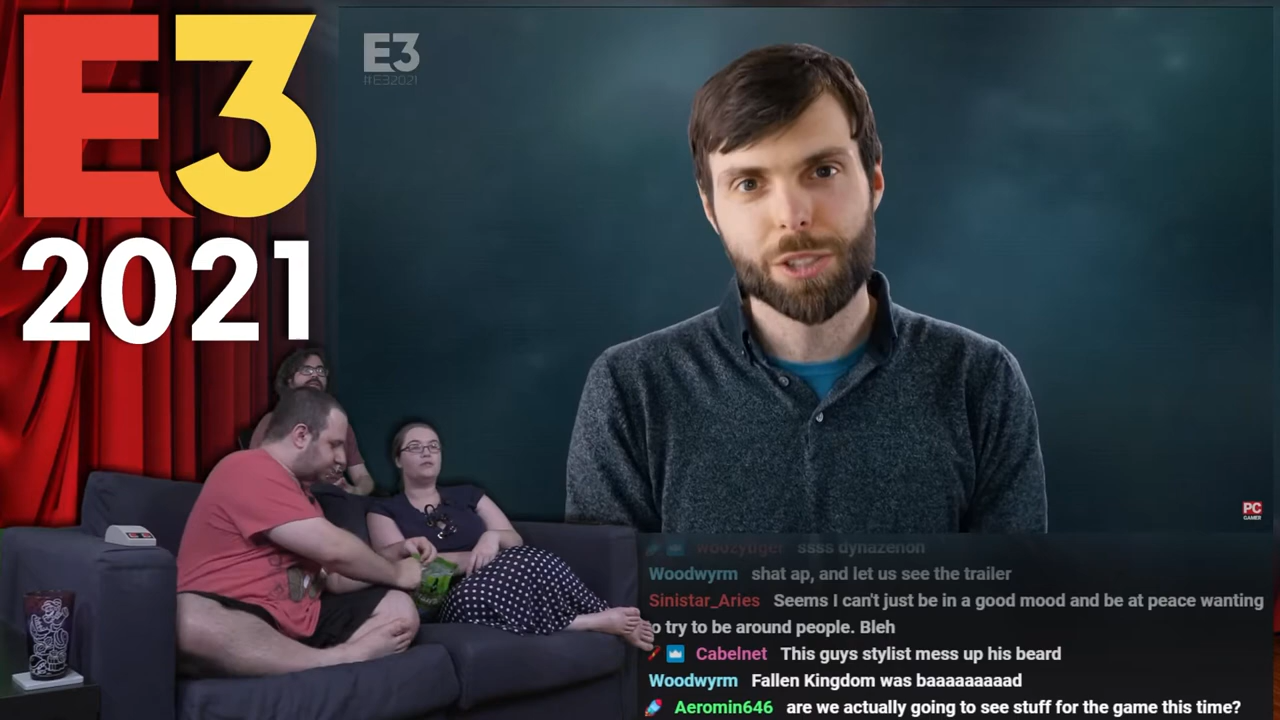 E3
2021
E3
#E32021
PC
GAMER
woozytiger ssss dynazenon
Woodwyrm shat ap, and let us see the trailer
Sinistar_Aries Seems I can't just be in a good mood and be at peace wanting
o try to be around people. Bleh
Cabelnet This guys stylist mess up his beard
Woodwyrm Fallen Kingdom was baaaaaaaad
Aeromin646 are we actually going to see stuff for the game this time?